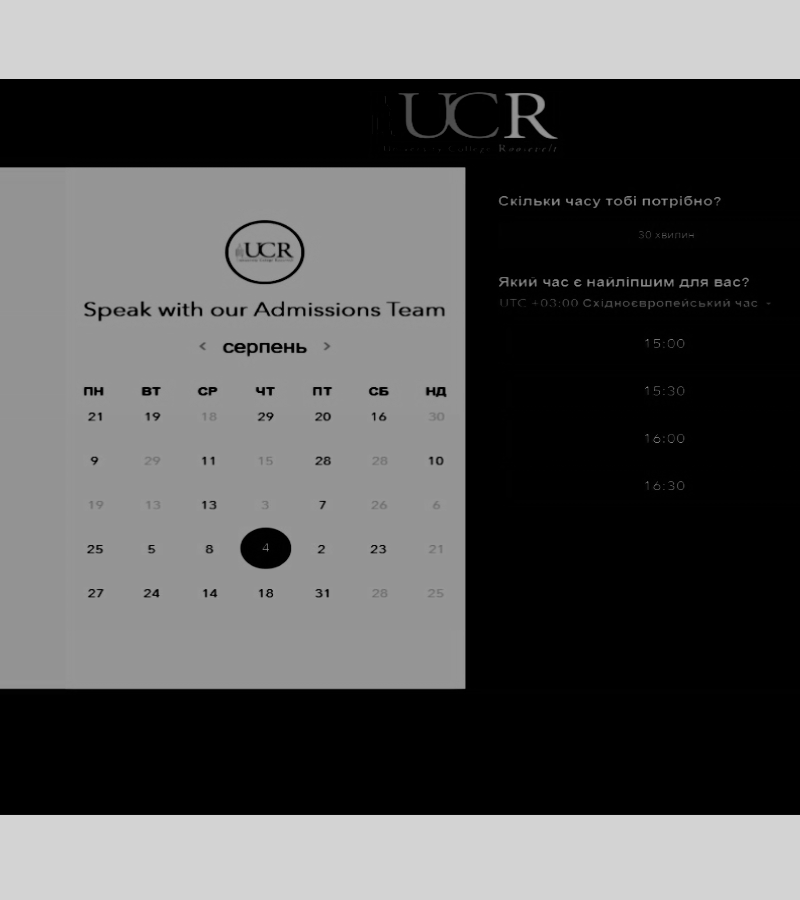 UCR
University College Roosevelt
UCR
Speak with our Admissions Team
< серпень >
ПН ВТ СР ЧТ ПТ СБ НД
21 19 18 29 20 16 30
9 29 11 15 28 28 10
19 13 13 3 7 26 6
25 5 8 4 2 23 21
27 24 14 18 31 28 25
Скільки часу тобі потрібно?
30 хвилин
Який час є найліпшим для вас?
UTC +03:00 Східноєвропейський час
15:00
15:30
16:00
16:30